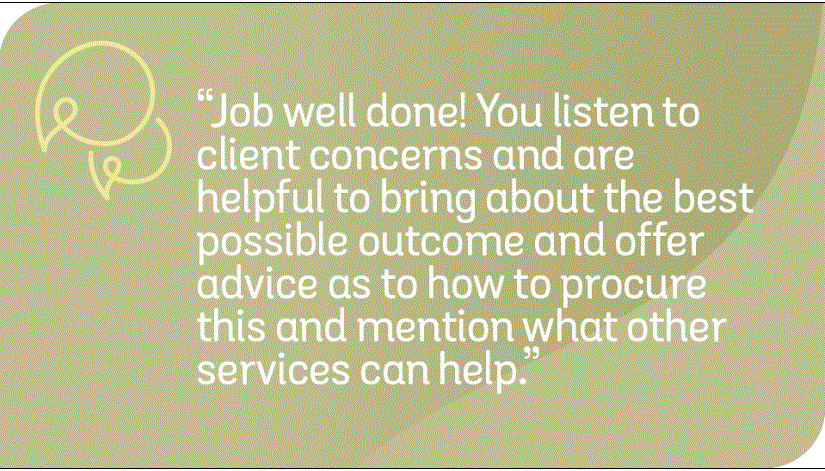 “Job well done! You listen to
client concerns and are
helpful to bring about the best
possible outcome and offer
advice as to how to procure
this and mention what other
services can help.”